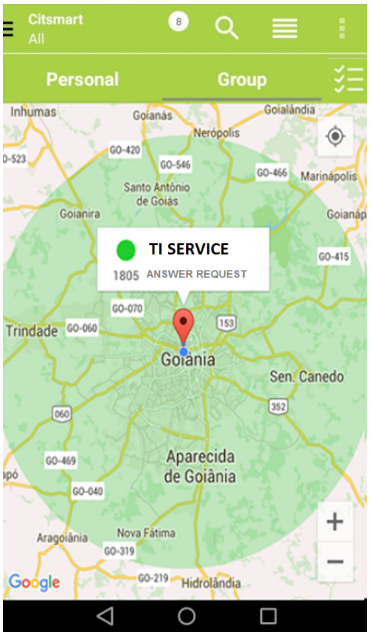 Citsmart
All
8
Personal
Group
Inhumas
Goianás
Goialândia
Nerópolis
GO-523
GO-420
GO-546
GO-466
Marinápolis
Santo Antônio
de Goiás
Goianira
Goianáp
GO-415
TI SERVICE
1805 ANSWER REQUEST
GO-070
153
Trindade
GO-060
Goiânia
Sen. Canedo
060
352
GO-469
Aparecida
de Goiânia
apó
GO-040
Nova Fátima
Aragoiânia
GO-319
GO-219
Hidrolândia
Google